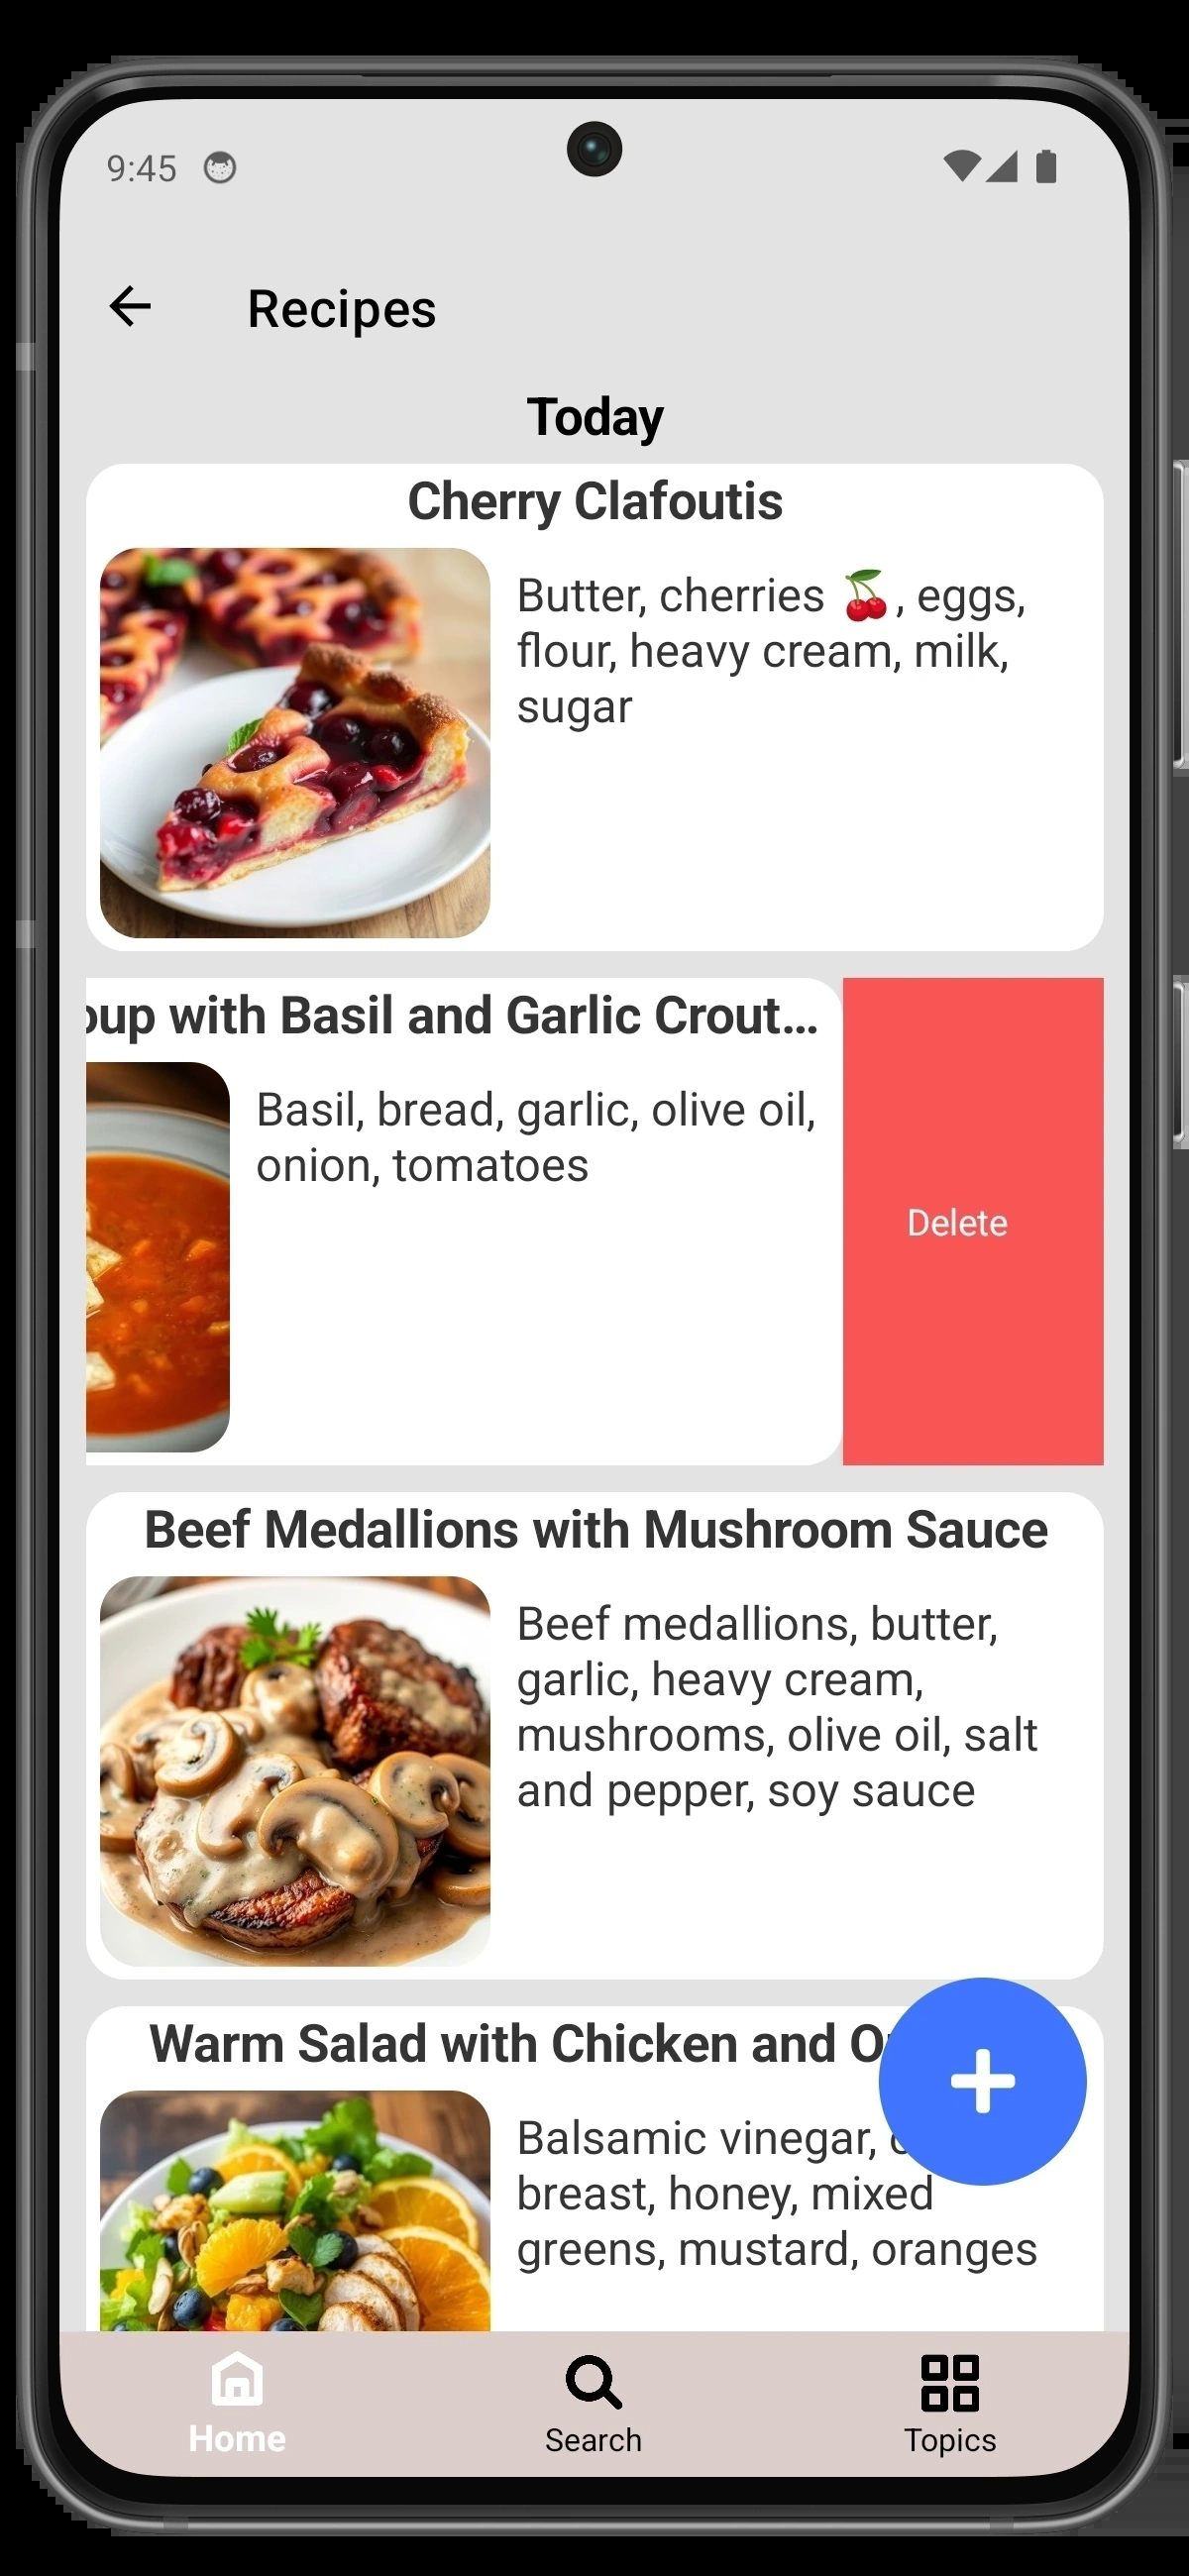 9:45
Recipes
Today
Cherry Clafoutis
Butter, cherries 🍒, eggs,
flour, heavy cream, milk,
sugar
oup with Basil and Garlic Crout...
Basil, bread, garlic, olive oil,
onion, tomatoes
Delete
Beef Medallions with Mushroom Sauce
Beef medallions, butter,
garlic, heavy cream,
mushrooms, olive oil, salt
and pepper, soy sauce
Warm Salad with Chicken and
Balsamic vinegar,
breast, honey, mixed
greens, mustard, oranges
Home
Search
Topics